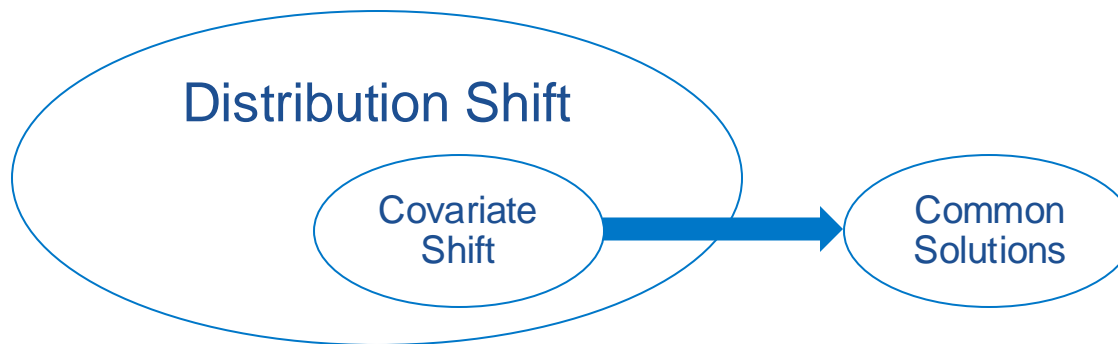 Distribution Shift
Covariate
Shift
Common
Solutions